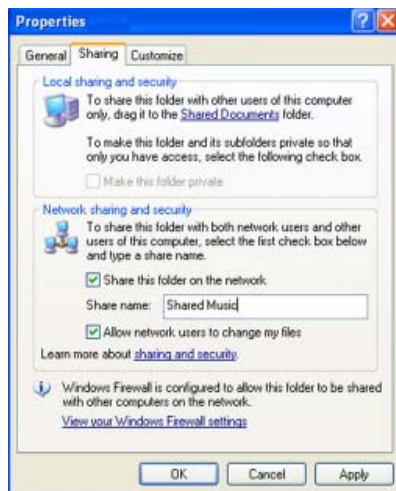 Properties
General Sharing Customize
Local sharing and security
To share this folder with other users of this computer
only, drag it to the Shared Documents folder.
To make this folder and its subfolders private so that
only you have access, select the following check box.
Make this folder private
Network sharing and security
To share this folder with both network users and other
users of this computer, select the first check box below
and type a share name.
Share this folder on the network
Share name: Shared Music
Allow network users to change my files
Learn more about sharing and security.
Windows Firewall is configured to allow this folder to be shared
with other computers on the network.
View your Windows Firewall settings
OK Cancel Apply